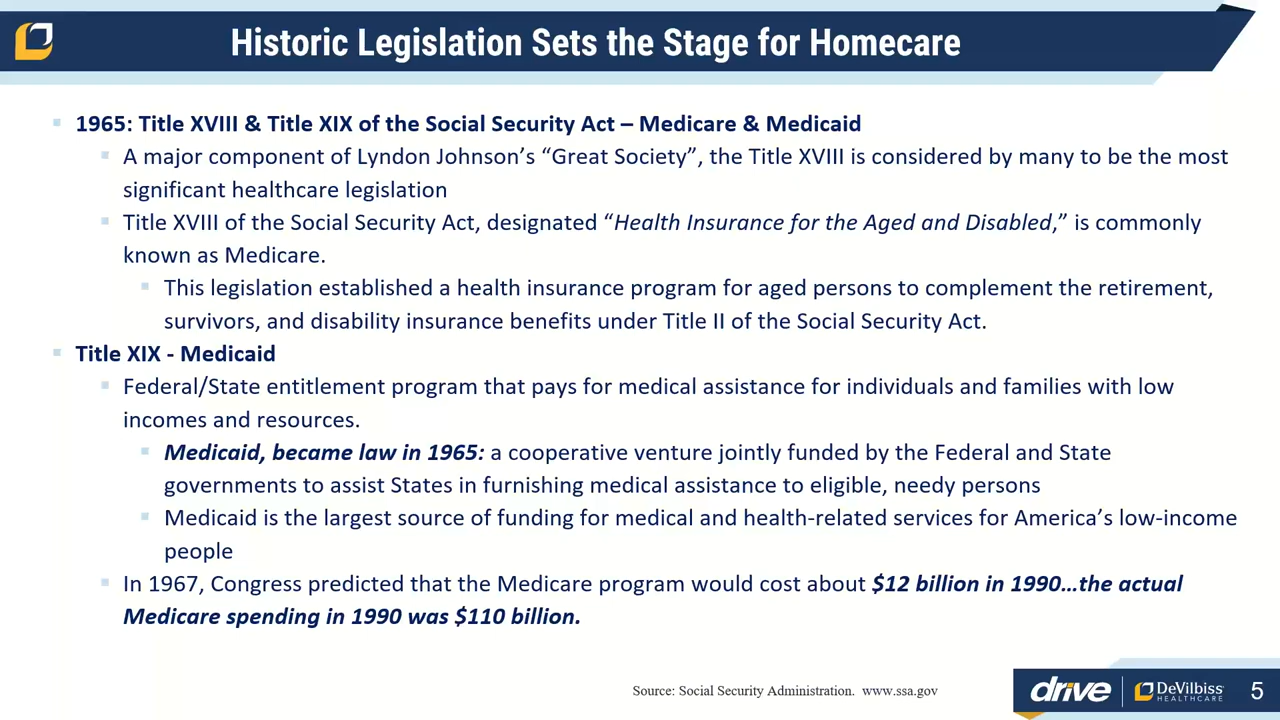 Historic Legislation Sets the Stage for Homecare
1965: Title XVIII & Title XIX of the Social Security Act – Medicare & Medicaid
A major component of Lyndon Johnson’s “Great Society”, the Title XVIII is considered by many to be the most
significant healthcare legislation
Title XVIII of the Social Security Act, designated “Health Insurance for the Aged and Disabled,” is commonly
known as Medicare.
This legislation established a health insurance program for aged persons to complement the retirement,
survivors, and disability insurance benefits under Title II of the Social Security Act.
Title XIX - Medicaid
Federal/State entitlement program that pays for medical assistance for individuals and families with low
incomes and resources.
Medicaid, became law in 1965: a cooperative venture jointly funded by the Federal and State
governments to assist States in furnishing medical assistance to eligible, needy persons
Medicaid is the largest source of funding for medical and health-related services for America’s low-income
people
In 1967, Congress predicted that the Medicare program would cost about $12 billion in 1990…the actual
Medicare spending in 1990 was $110 billion.
Source: Social Security Administration. www.ssa.gov
drive DeVilbiss 5
HEALTHCARE